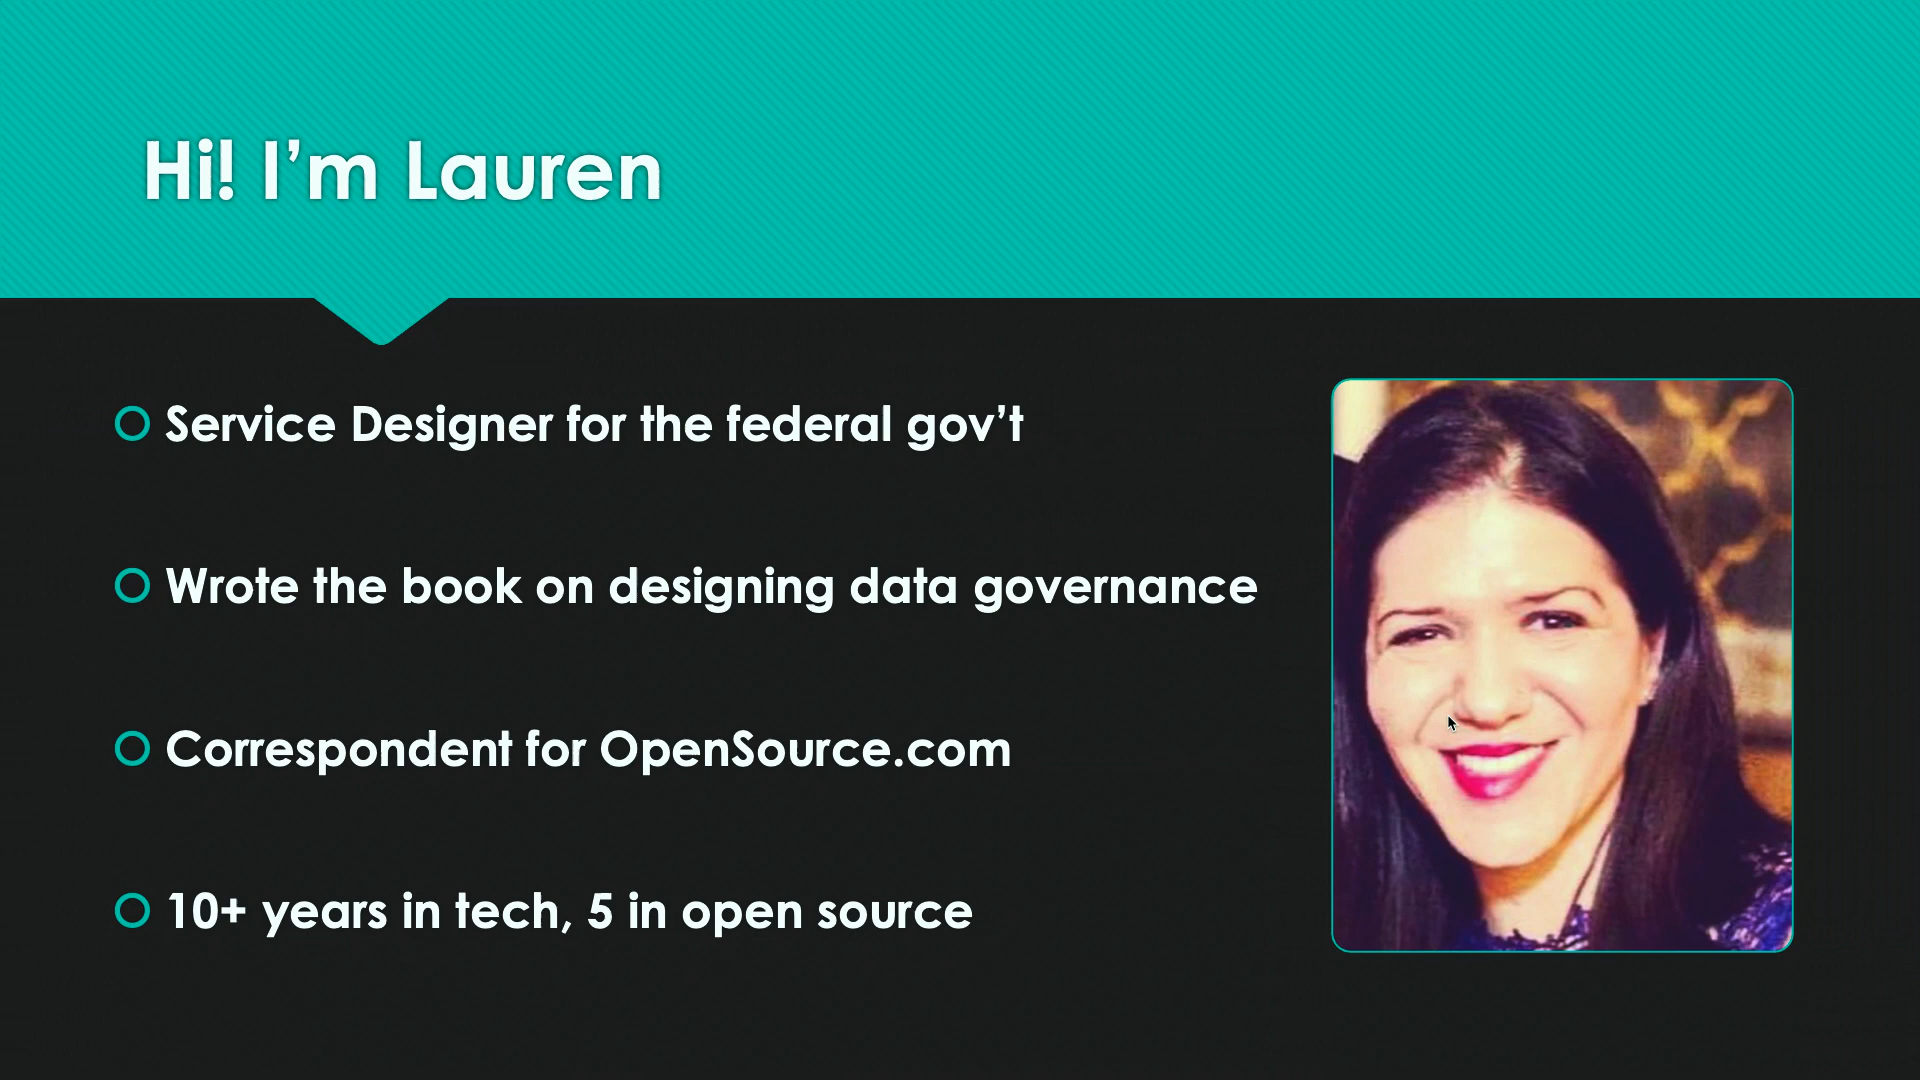 Hi! I’m Lauren
Service Designer for the federal gov’t
Wrote the book on designing data governance
Correspondent for OpenSource.com
10+ years in tech, 5 in open source